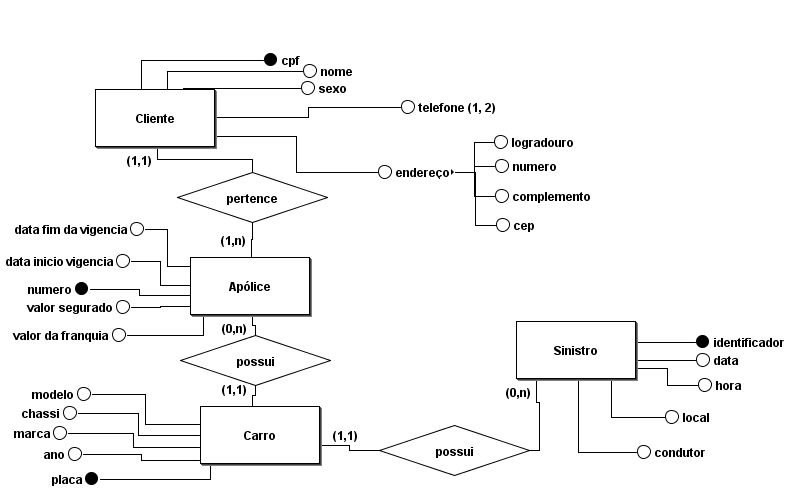 cpf
nome
sexo
Cliente
telefone (1, 2)
(1,1)
logradouro
numero
endereço
complemento
cep
pertence
data fim da vigencia
(1,n)
data inicio vigencia
numero
Apólice
valor segurado
valor da franquia
(0,n)
possui
(1,1)
Sinistro
identificador
data
hora
(0,n)
local
condutor
modelo
chassi
marca
ano
placa
Carro
(1,1)
possui